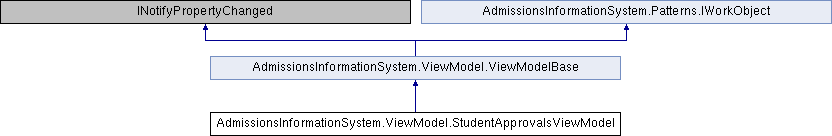 INotifyPropertyChanged
AdmissionsInformationSystem.Patterns.IWorkObject
AdmissionsInformationSystem.ViewModel.ViewModelBase
AdmissionsInformationSystem.ViewModel.StudentApprovalsViewModel